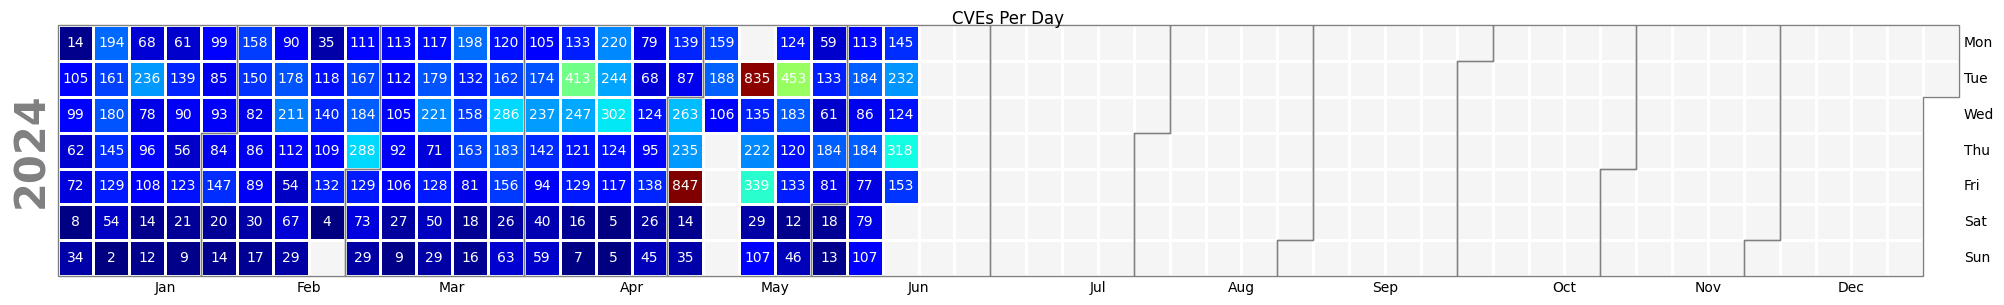 CVEs Per Day
2024
14 194 68 61 99 158 90 35 111 113 117 198 120 105 133 220 79 139 159 124 59 113 145 Mon
105 161 236 139 85 150 178 118 167 112 179 132 162 174 413 244 68 87 188 835 453 133 184 232 Tue
99 180 78 90 93 82 211 140 184 105 221 158 286 237 247 302 124 263 106 135 183 61 86 124 Wed
62 145 96 56 84 86 112 109 288 92 71 163 183 142 121 124 95 235 222 120 184 184 318 Thu
72 129 108 123 147 89 54 132 129 106 128 81 156 94 129 117 138 847 339 133 81 77 153 Fri
8 54 14 21 20 30 67 4 73 27 50 18 26 40 16 5 26 14 29 12 18 79 Sat
34 2 12 9 14 17 29 29 9 29 16 63 59 7 5 45 35 107 46 13 107 Sun
Jan Feb Mar Apr May Jun Jul Aug Sep Oct Nov Dec